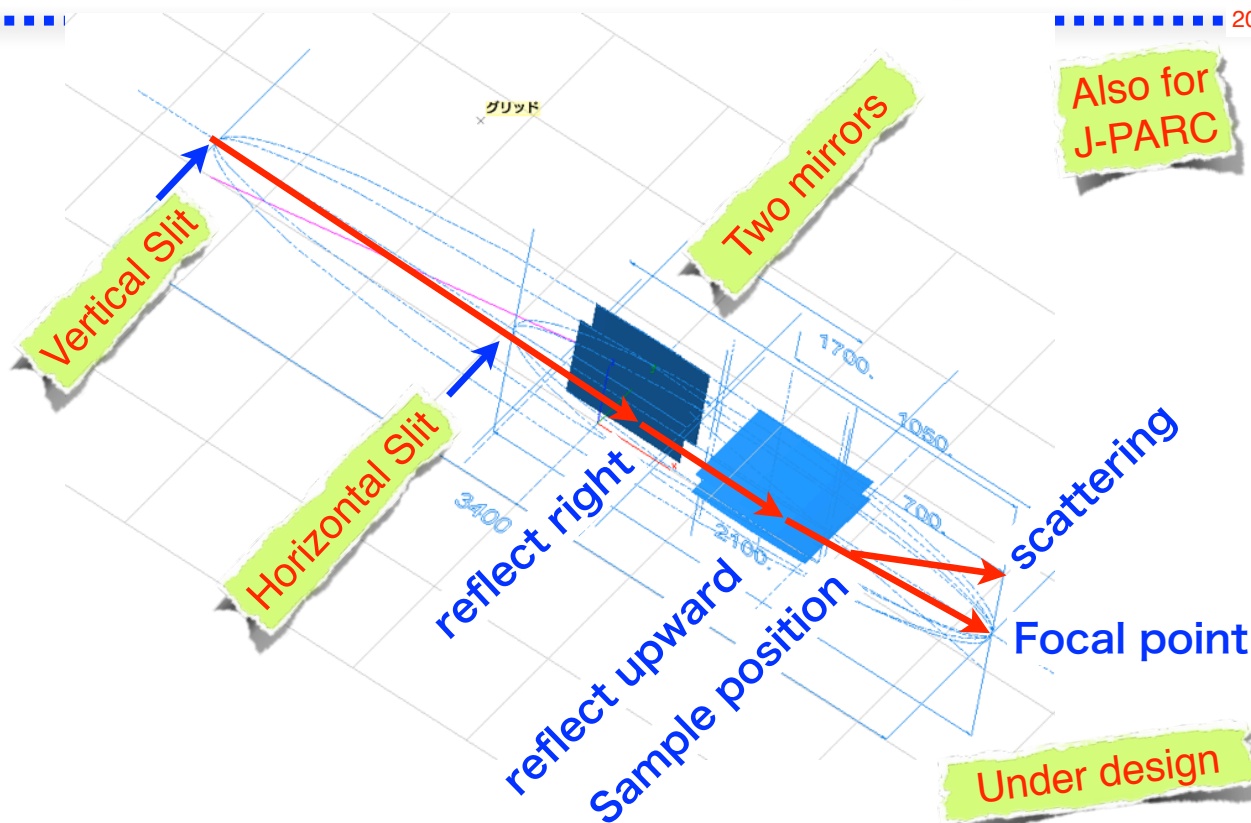 20
グリッド
Also for
J-PARC
Two mirrors
Vertical Slit
Horizontal Slit
1700.
1050.
700.
3400
2100.
x
y
reflect right
reflect upward
Sample position
scattering
Focal point
Under design